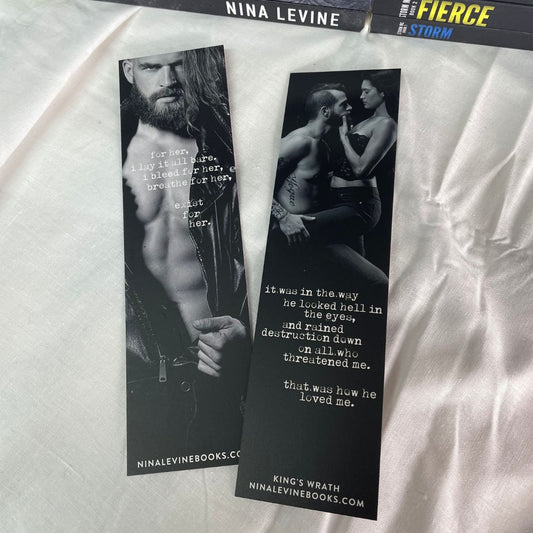 NINA LEVINE
FIERCE
STORM
for her,
i lay it all bare.
i bleed for her,
breathe for her,
exist
for
her.
NINALEVINEBOOKS.CO
it was in the way
he looked hell in
the eyes,
and rained
destruction down
on all who
threatened me.
that was how he
loved me.
KING'S WRATH
NINALEVINEBOOKS.COM